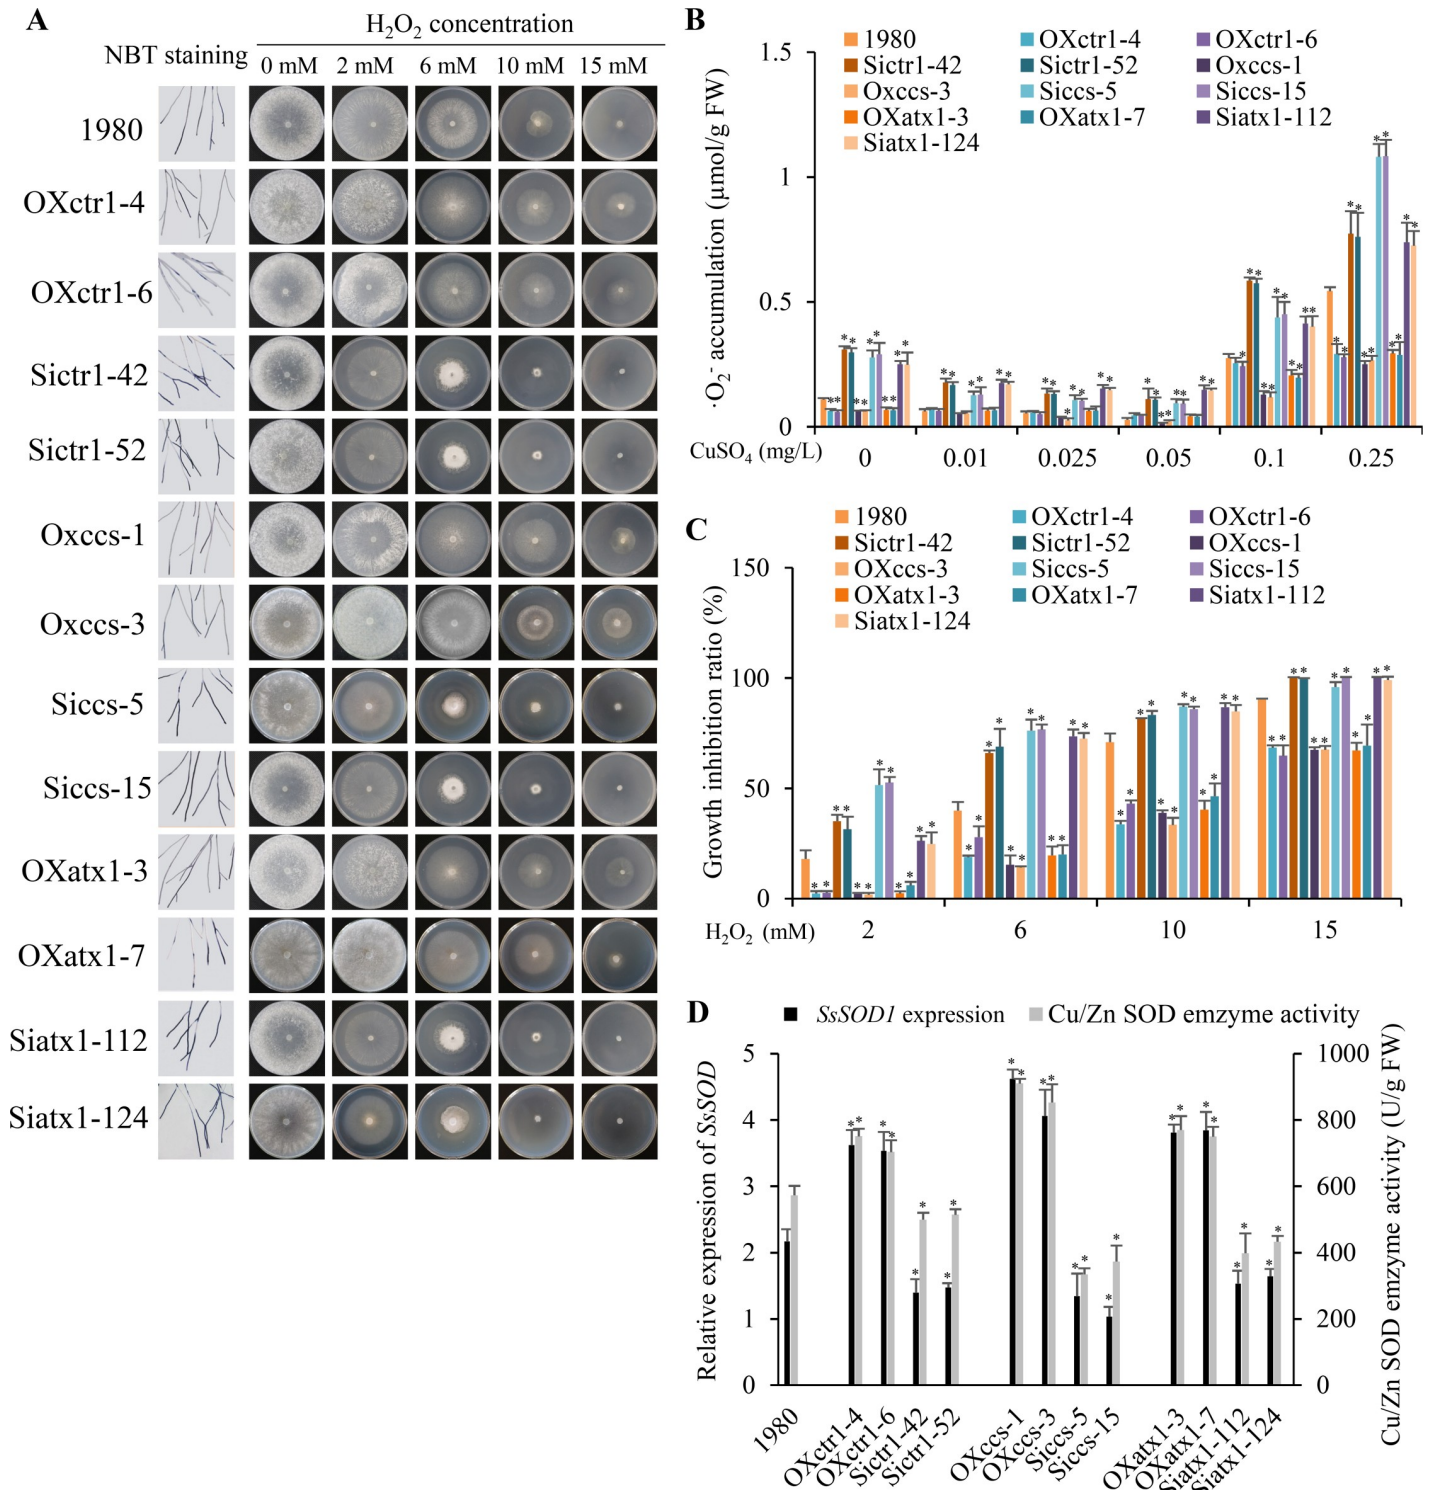 A
H₂O₂ concentration
NBT staining
0 mM 2 mM 6 mM 10 mM 15 mM
1980
OXctr1-4
OXctr1-6
Sictr1-42
Sictr1-52
Oxccs-1
Oxccs-3
Siccs-5
Siccs-15
OXatx1-3
OXatx1-7
Siatx1-112
Siatx1-124
B
1980 OXctr1-4 OXctr1-6
Sictr1-42 Sictr1-52 Oxccs-1
Oxccs-3 Siccs-5 Siccs-15
OXatx1-3 OXatx1-7 Siatx1-112
Siatx1-124
·O₂⁻ accumulation (μmol/g FW)
1.5
1
0.5
0
CuSO₄ (mg/L) 0 0.01 0.025 0.05 0.1 0.25
C
1980 OXctr1-4 OXctr1-6
Sictr1-42 Sictr1-52 OXccs-1
OXccs-3 Siccs-5 Siccs-15
OXatx1-3 OXatx1-7 Siatx1-112
Siatx1-124
Growth inhibition ratio (%)
150
100
50
0
H₂O₂ (mM) 2 6 10 15
D
SsSOD1 expression Cu/Zn SOD emzyme activity
Relative expression of SsSOD
5
4
3
2
1
0
1000
800
600
400
200
0
Cu/Zn SOD emzyme activity (U/g FW)
1980
OXctr1-4
OXctr1-6
Sictr1-42
Sictr1-52
OXccs-1
OXccs-3
Siccs-5
Siccs-15
OXatx1-3
OXatx1-7
Siatx1-112
Siatx1-124